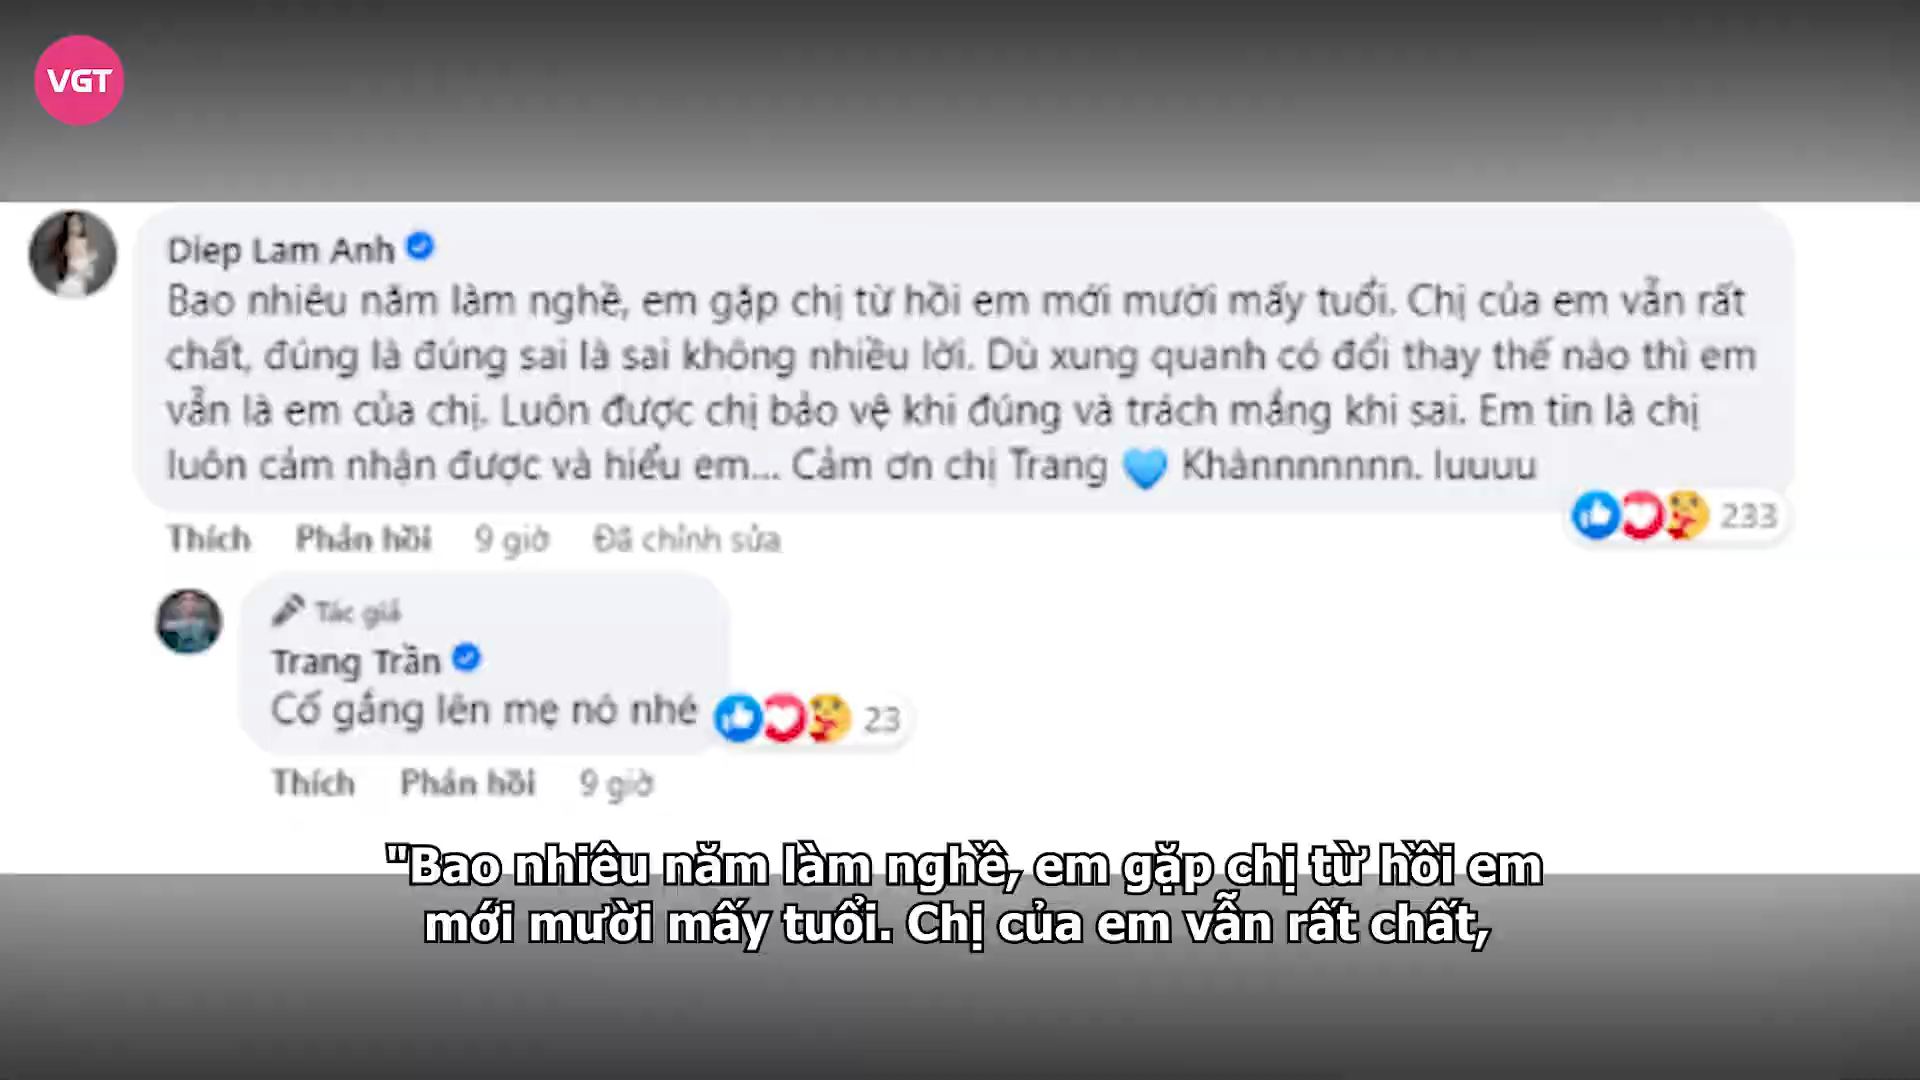 VGT
Diep Lam Anh
Bao nhiêu năm làm nghề, em gặp chị từ hồi em mới mười mấy tuổi. Chị của em vẫn rất
chất, đúng là đúng sai là sai không nhiều lời. Dù xung quanh có đổi thay thế nào thì em
vẫn là em của chị. Luôn được chị bảo vệ khi đúng và trách mắng khi sai. Em tin là chị
luôn cảm nhận được và hiểu em... Cảm ơn chị Trang 💙 Khànnnnnnn. Iuuuu
233
Thích Phản hồi 9 giờ Đã chỉnh sửa
Tác giả
Trang Trần
Cố gắng lên mẹ nó nhé
23
Thích Phản hồi 9 giờ
"Bao nhiêu năm làm nghề, em gặp chị từ hồi em
mới mười mấy tuổi. Chị của em vẫn rất chất,